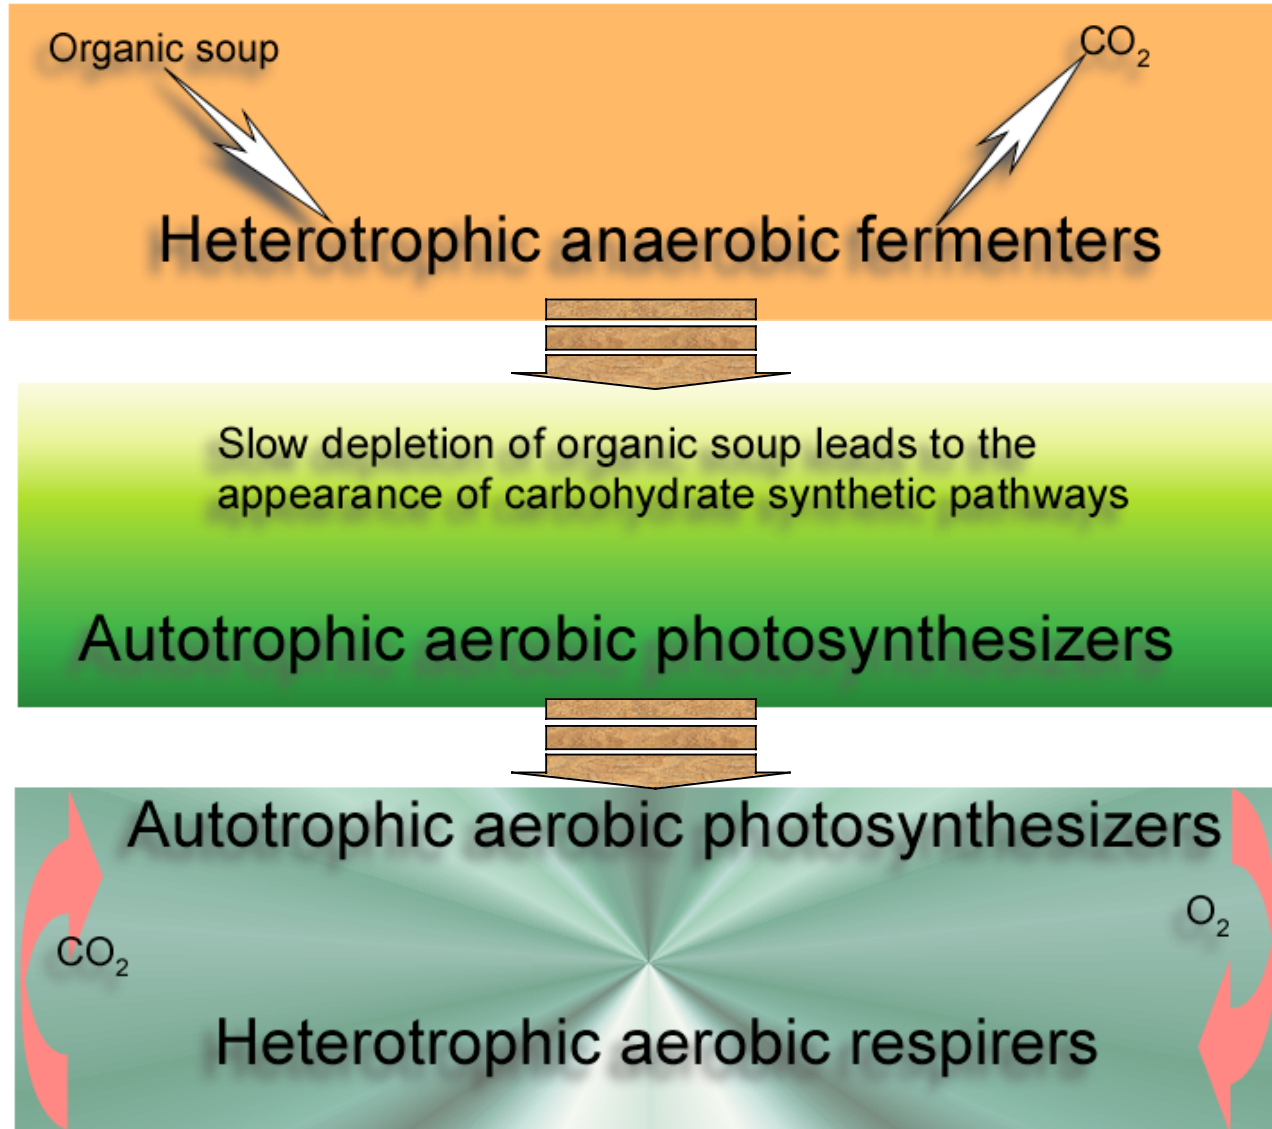 Organic soup
CO₂
Heterotrophic anaerobic fermenters
Slow depletion of organic soup leads to the
appearance of carbohydrate synthetic pathways
Autotrophic aerobic photosynthesizers
Autotrophic aerobic photosynthesizers
O₂
CO₂
Heterotrophic aerobic respirers